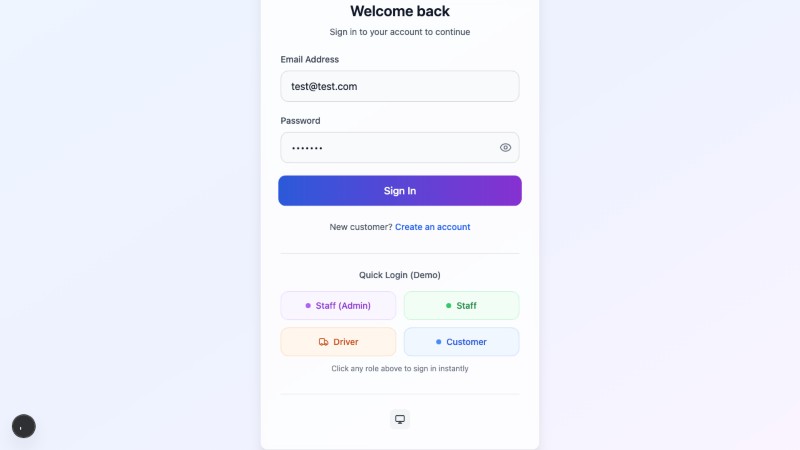 Welcome back
Sign in to your account to continue
Email Address
test@test.com
Password
•••••••
Sign In
New customer? Create an account
Quick Login (Demo)
Staff (Admin)
Staff
Driver
Customer
Click any role above to sign in instantly